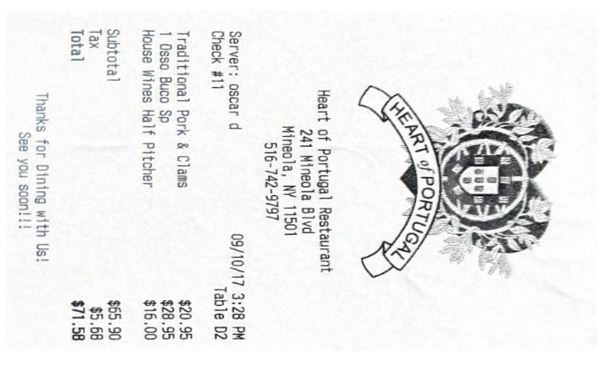 HEART of PORTUGAL
Heart of Portugal Restaurant
241 Mineola Blvd
Mineola, NY 11501
516-742-9797
Server: oscar d 09/10/17 3:28 PM
Check #11 Table D2
Traditional Pork & Clams $20.95
1 Osso Buco Sp $28.95
House Wines Half Pitcher $16.00
Subtotal $65.90
Tax $5.68
Total $71.58
Thanks for Dining with Us!
See you soon!!!